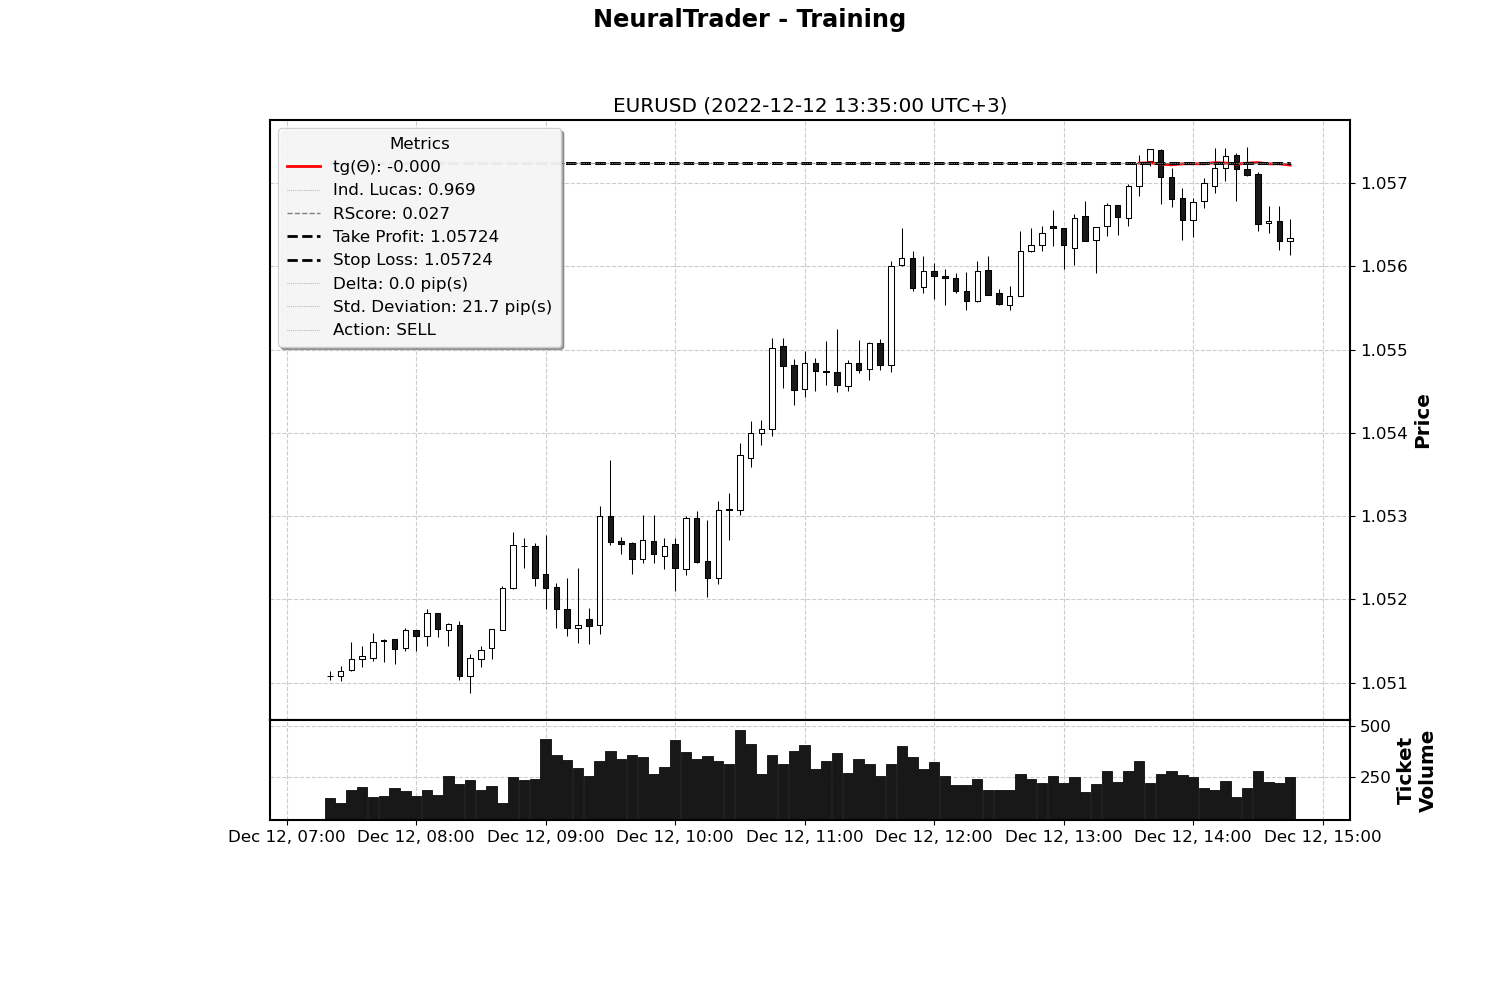 NeuralTrader - Training
EURUSD (2022-12-12 13:35:00 UTC+3)
Metrics
tg(Θ): -0.000
Ind. Lucas: 0.969
RScore: 0.027
Take Profit: 1.05724
Stop Loss: 1.05724
Delta: 0.0 pip(s)
Std. Deviation: 21.7 pip(s)
Action: SELL
1.057
1.056
1.055
1.054
1.053
1.052
1.051
Price
500
250
Ticket
Volume
Dec 12, 07:00 Dec 12, 08:00 Dec 12, 09:00 Dec 12, 10:00 Dec 12, 11:00 Dec 12, 12:00 Dec 12, 13:00 Dec 12, 14:00 Dec 12, 15:00